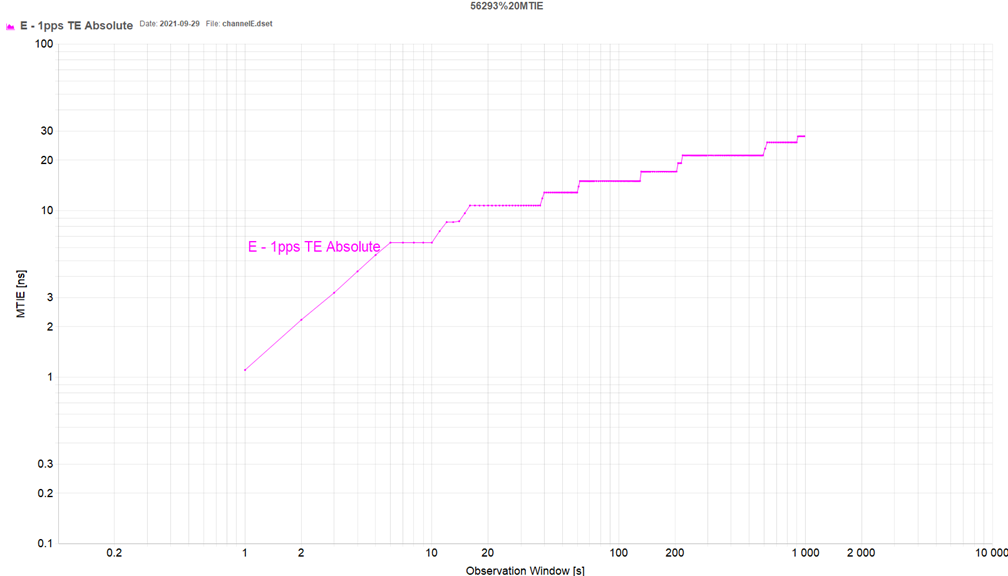 56293%20MTIE
E - 1pps TE Absolute Date: 2021-09-29 File: channelE.dset
100
30
20
10
E - 1pps TE Absolute
MTIE [ns]
3
2
1
0.3
0.2
0.1
0.2 1 2 10 20 100 200 1 000 2 000 10 000
Observation Window [s]